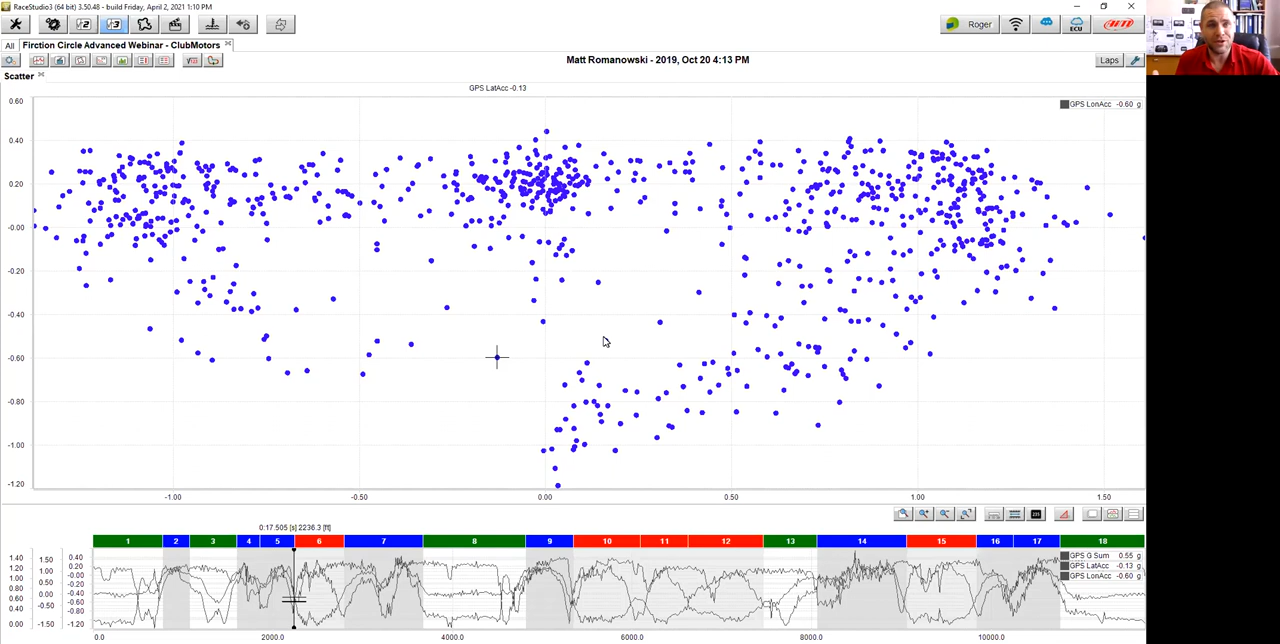 RaceStudio3 (64 bit) 3.50.48 - build Friday, April 2, 2021 1:10 PM
2
3
Roger
ECU
AiM
All
Firction Circle Advanced Webinar - ClubMotors
Matt Romanowski - 2019, Oct 20 4:13 PM
Laps
Scatter
GPS LatAcc -0.13
GPS LonAcc -0.60 g
0.60
0.40
0.20
-0.00
-0.20
-0.40
-0.60
-0.80
-1.00
-1.20
-1.00 -0.50 0.00 0.50 1.00 1.50
0:17.505 [s] 2236.3 [ft]
1 2 3 4 5 6 7 8 9 10 11 12 13 14 15 16 17 18
1.40 1.50 0.40
1.20 1.00 0.20
1.00 0.50 -0.00
0.80 0.00 -0.20
0.60 -0.50 -0.40
0.40 -0.60
0.20 -1.00 -0.80
0.00 -1.50 -1.20
GPS G Sum 0.55 g
GPS LatAcc -0.13 g
GPS LonAcc -0.60 g
0.0 2000.0 4000.0 6000.0 8000.0 10000.0